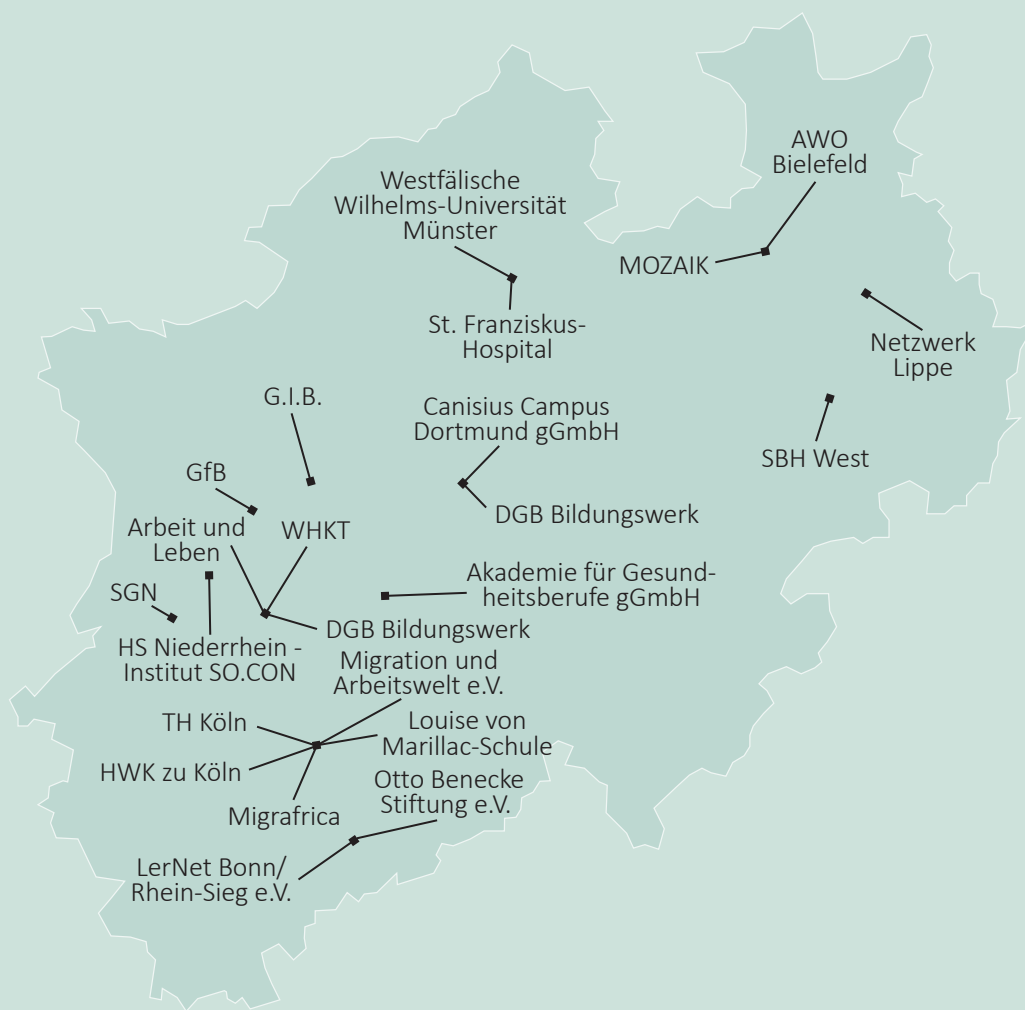 AWO
Bielefeld
Westfälische
Wilhelms-Universität
Münster
MOZAIK
St. Franziskus-
Hospital
Netzwerk
Lippe
G.I.B.
Canisius Campus
Dortmund gGmbH
SBH West
GfB
DGB Bildungswerk
Arbeit und
Leben
WHKT
Akademie für Gesund-
heitsberufe gGmbH
SGN
DGB Bildungswerk
HS Niederrhein -
Institut SO.CON
Migration und
Arbeitswelt e.V.
TH Köln
Louise von
Marillac-Schule
HWK zu Köln
Otto Benecke
Stiftung e.V.
Migrafrica
LerNet Bonn/
Rhein-Sieg e.V.